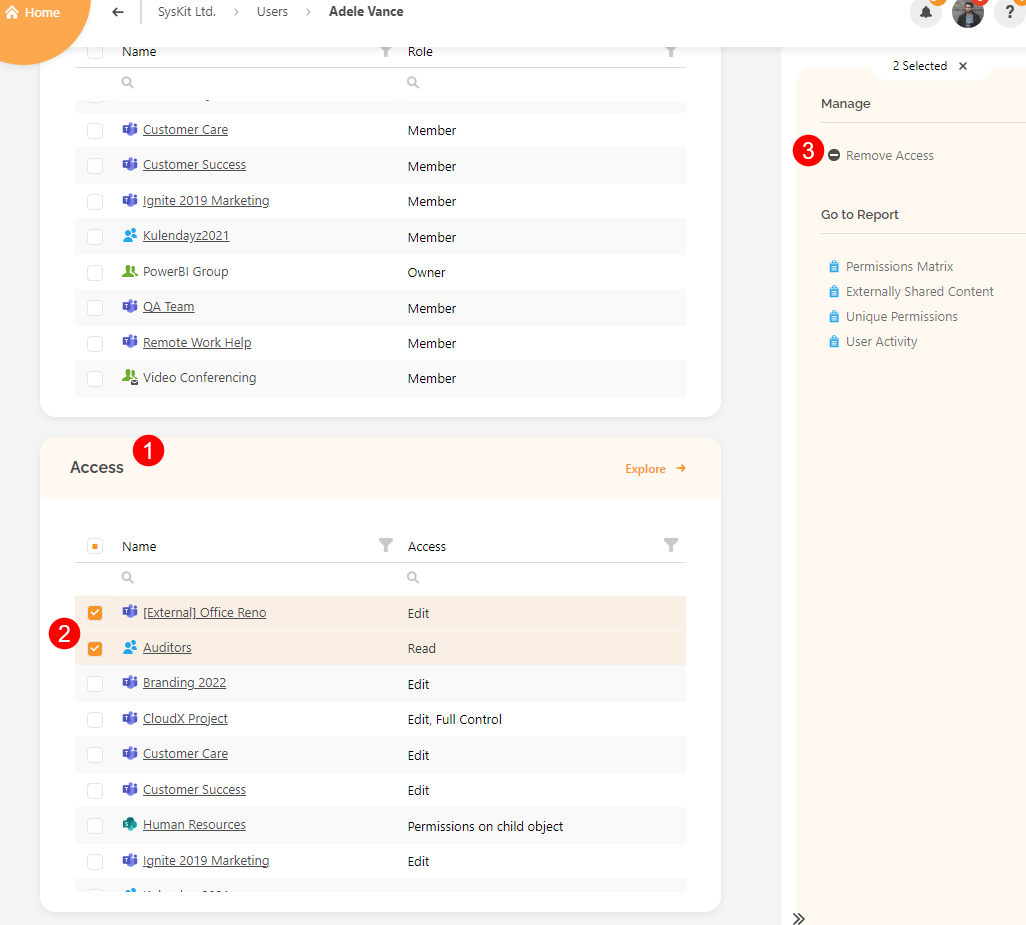 Home
SysKit Ltd. > Users > Adele Vance
?
Name Role
Customer Care Member
Customer Success Member
Ignite 2019 Marketing Member
Kulendayz2021 Member
PowerBI Group Owner
QA Team Member
Remote Work Help Member
Video Conferencing Member
1
Access Explore →
Name Access
[External] Office Reno Edit
2
Auditors Read
Branding 2022 Edit
CloudX Project Edit, Full Control
Customer Care Edit
Customer Success Edit
Human Resources Permissions on child object
Ignite 2019 Marketing Edit
2 Selected ×
Manage
3 Remove Access
Go to Report
Permissions Matrix
Externally Shared Content
Unique Permissions
User Activity